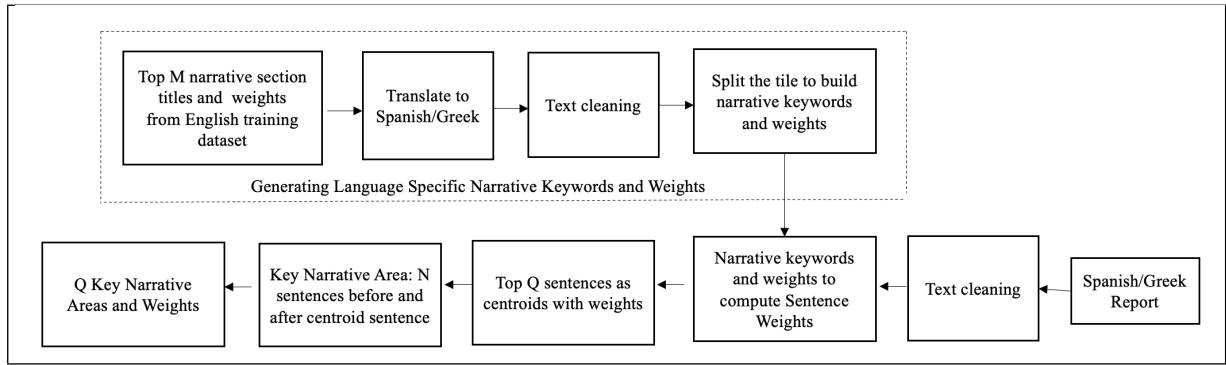 Top M narrative section
titles and weights
from English training
dataset
Translate to
Spanish/Greek
Text cleaning
Split the tile to build
narrative keywords
and weights
Generating Language Specific Narrative Keywords and Weights
Q Key Narrative
Areas and Weights
Key Narrative Area: N
sentences before and
after centroid sentence
Top Q sentences as
centroids with weights
Narrative keywords
and weights to
compute Sentence
Weights
Text cleaning
Spanish/Greek
Report